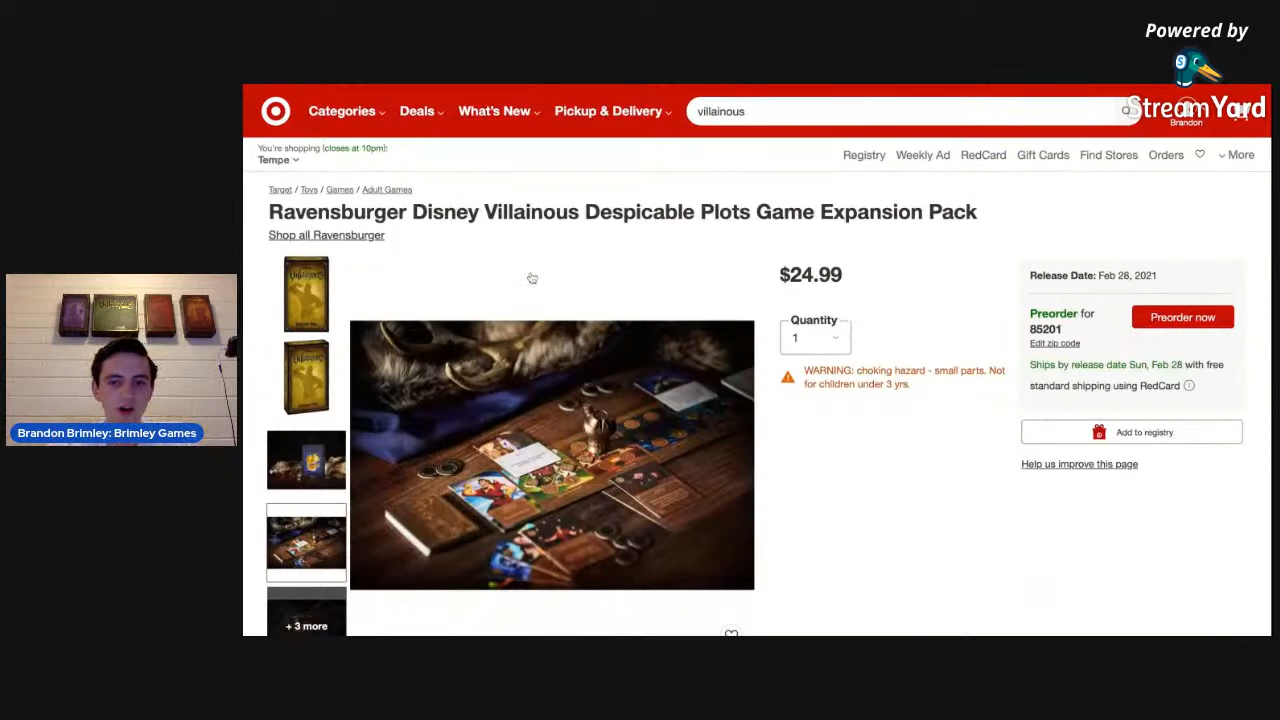 Powered by
StreamYard
Categories
Deals
What's New
Pickup & Delivery
villainous
Brandon
You're shopping (closes at 10pm):
Tempe
Registry
Weekly Ad
RedCard
Gift Cards
Find Stores
Orders
More
Target / Toys / Games / Adult Games
Ravensburger Disney Villainous Despicable Plots Game Expansion Pack
Shop all Ravensburger
$24.99
Quantity
1
WARNING: choking hazard - small parts. Not
for children under 3 yrs.
Release Date: Feb 28, 2021
Preorder for
85201
Edit zip code
Preorder now
Ships by release date Sun, Feb 28 with free
standard shipping using RedCard
Add to registry
Help us improve this page
+ 3 more
Brandon Brimley: Brimley Games